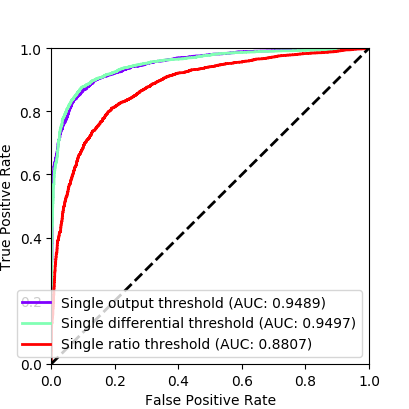 1.0
0.8
0.6
0.4
0.2
0.0
True Positive Rate
Single output threshold (AUC: 0.9489)
Single differential threshold (AUC: 0.9497)
Single ratio threshold (AUC: 0.8807)
0.0 0.2 0.4 0.6 0.8 1.0
False Positive Rate